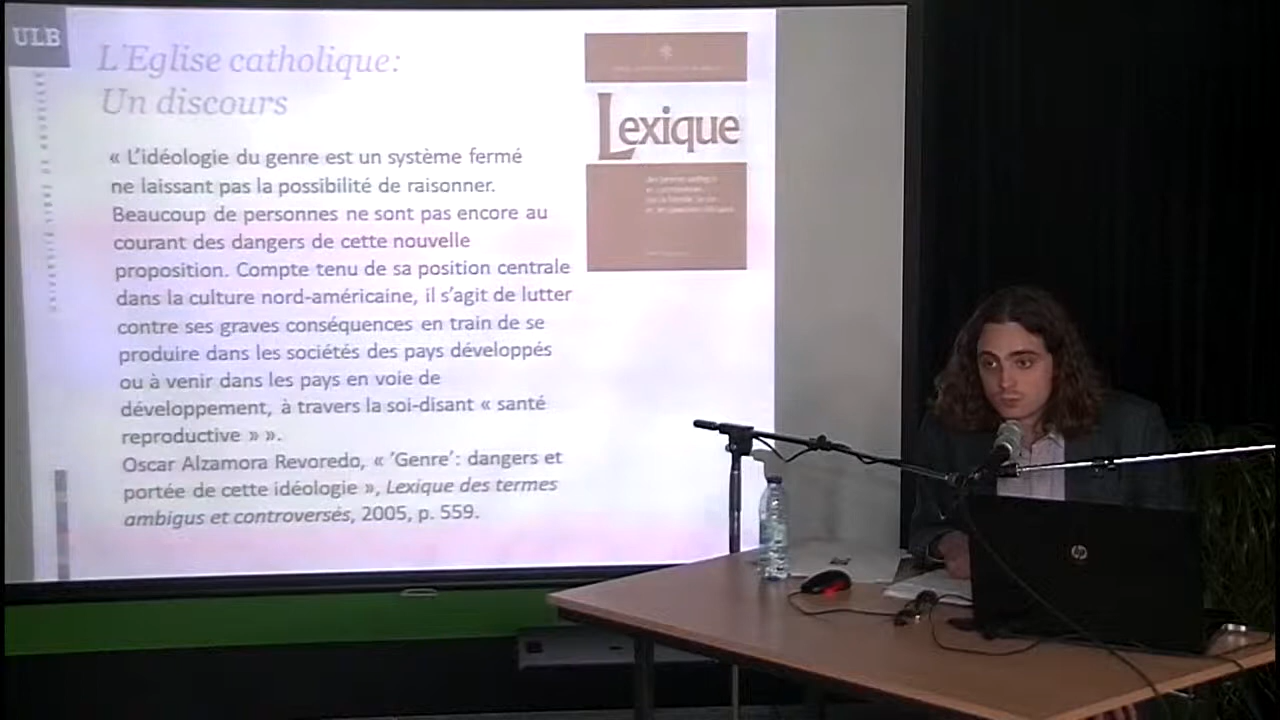 ULB
L'Eglise catholique:
Un discours
« L'idéologie du genre est un système fermé
ne laissant pas la possibilité de raisonner.
Beaucoup de personnes ne sont pas encore au
courant des dangers de cette nouvelle
proposition. Compte tenu de sa position centrale
dans la culture nord-américaine, il s'agit de lutter
contre ses graves conséquences en train de se
produire dans les sociétés des pays développés
ou à venir dans les pays en voie de
développement, à travers la soi-disant « santé
reproductive » ».
Oscar Alzamora Revoredo, « 'Genre' : dangers et
portée de cette idéologie », Lexique des termes
ambigus et controversés, 2005, p. 559.
Lexique
hp